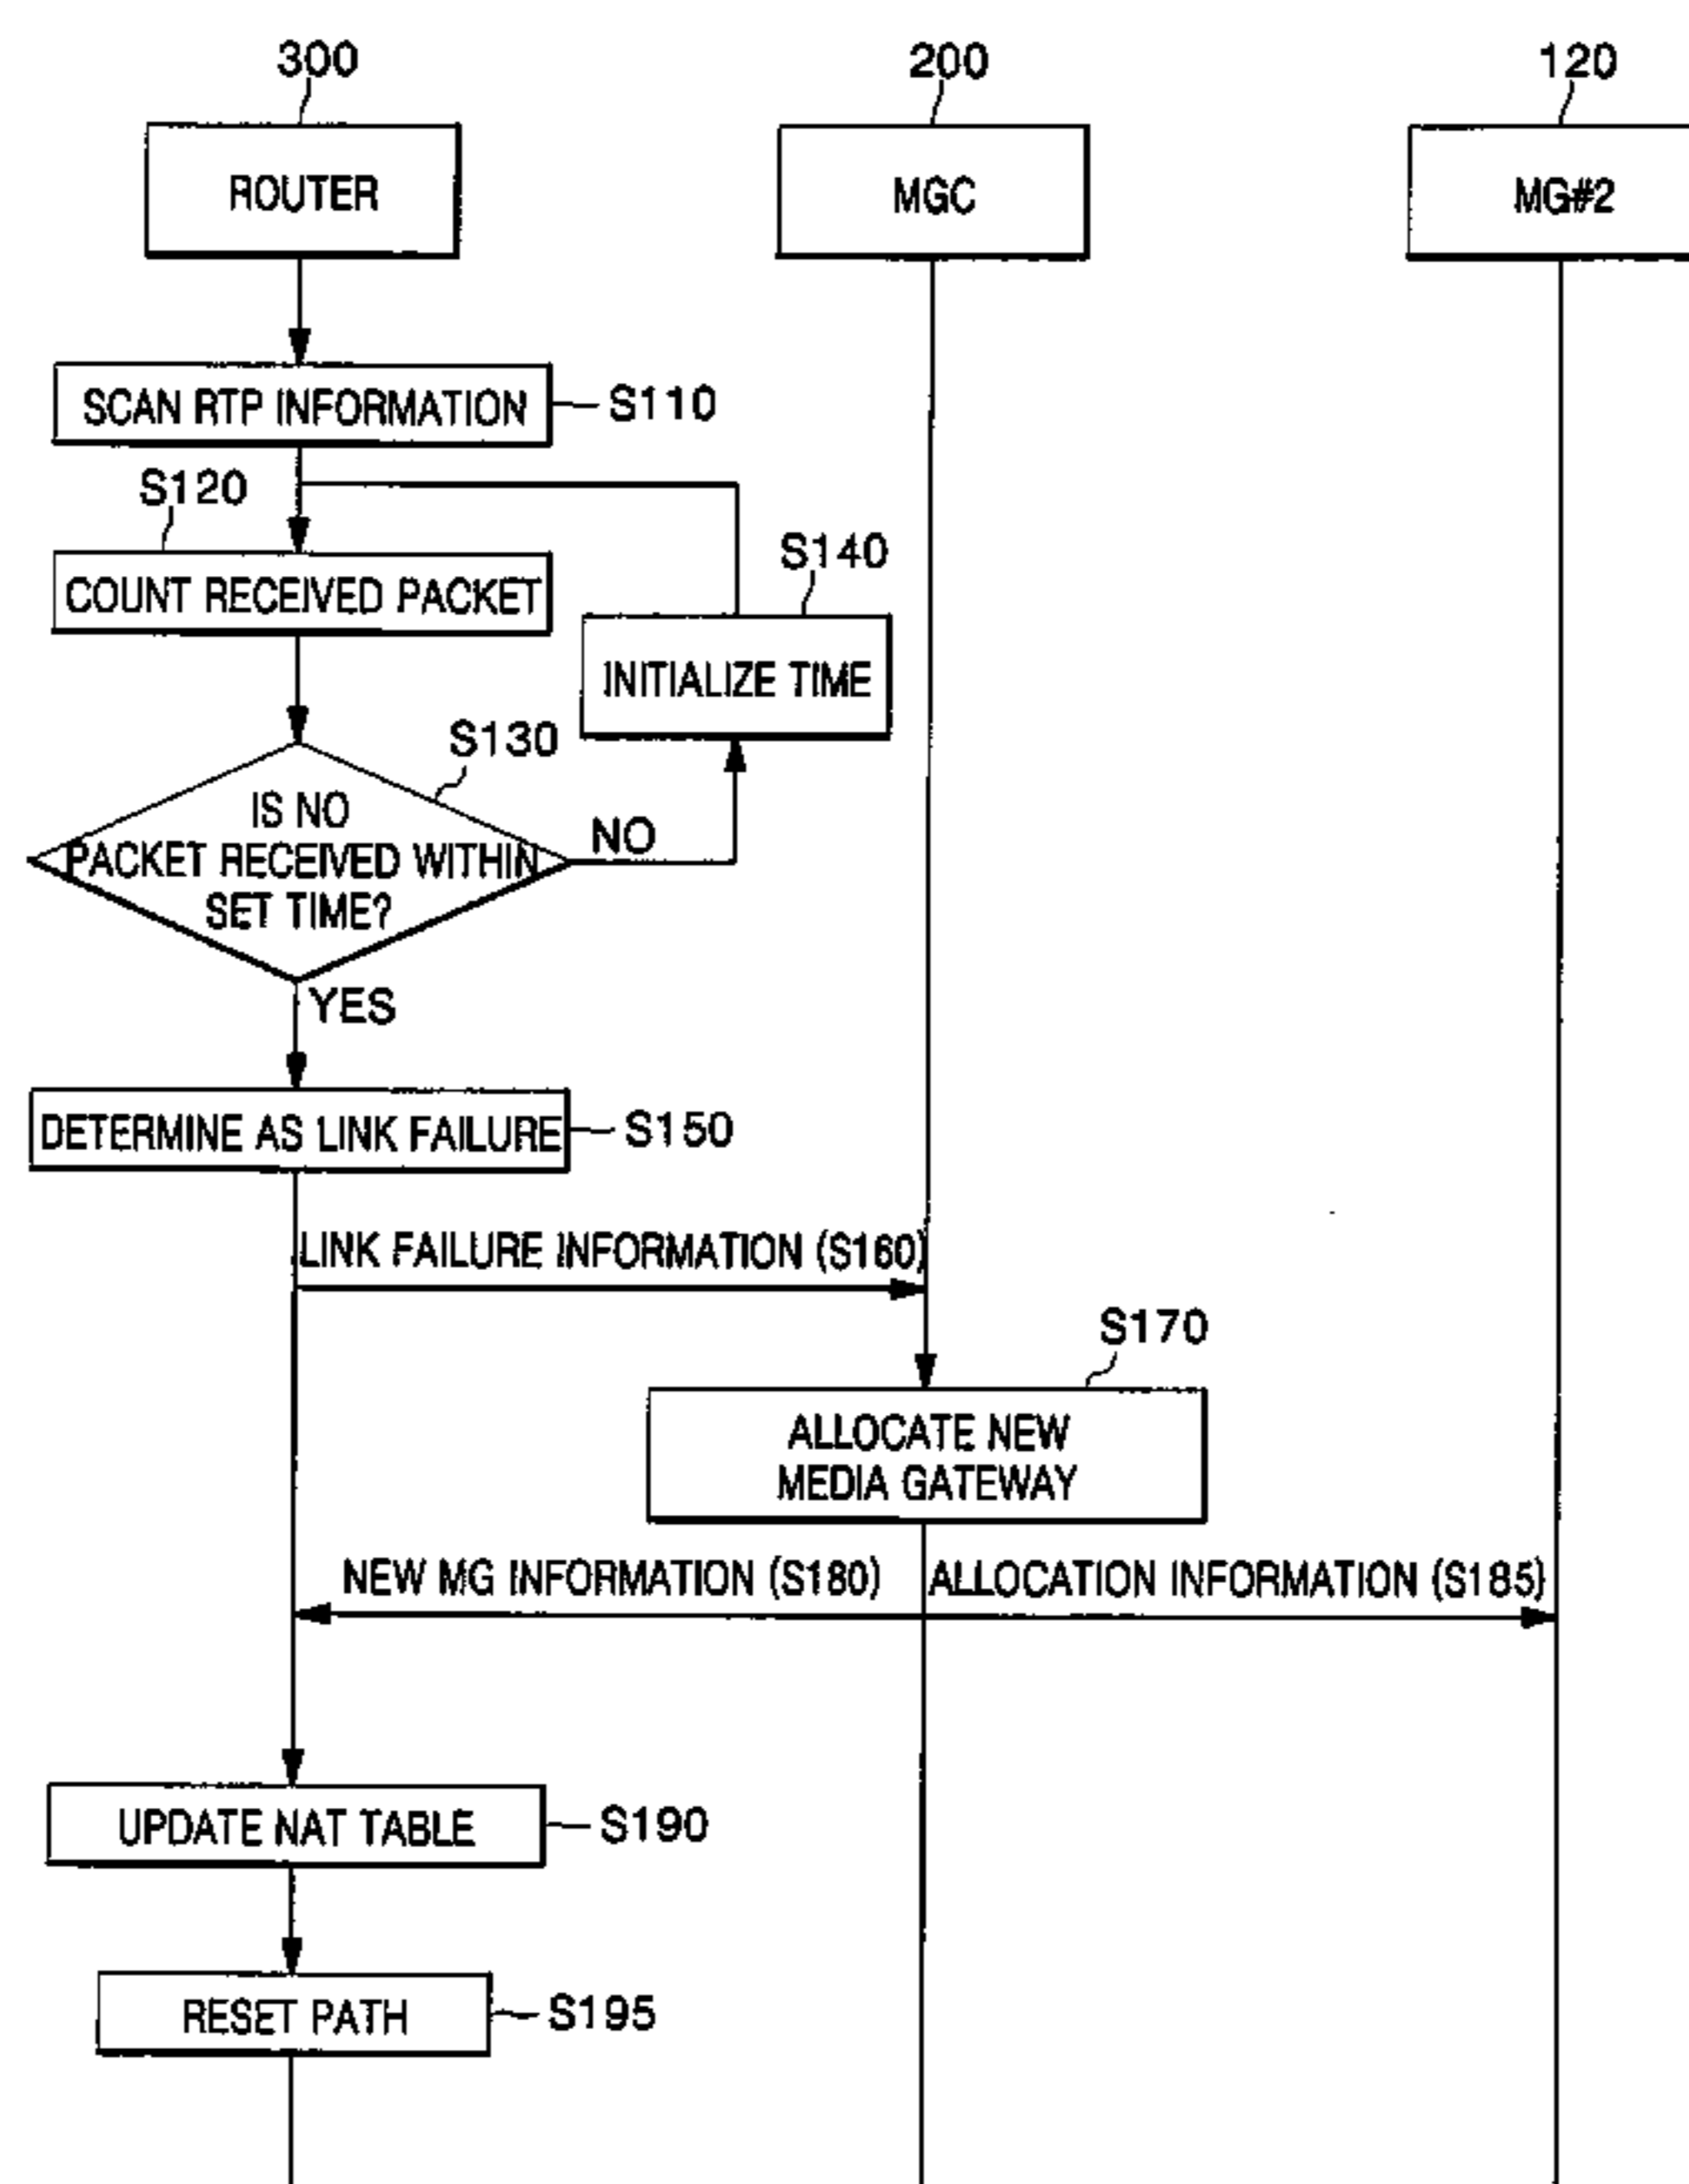 300
200
120
ROUTER
MGC
MG#2
SCAN RTP INFORMATION
S110
S120
COUNT RECEIVED PACKET
S140
INITIALIZE TIME
S130
IS NO
PACKET RECEIVED WITHIN
SET TIME?
NO
YES
DETERMINE AS LINK FAILURE
S150
LINK FAILURE INFORMATION (S160)
S170
ALLOCATE NEW
MEDIA GATEWAY
NEW MG INFORMATION (S180)
ALLOCATION INFORMATION (S185)
UPDATE NAT TABLE
S190
RESET PATH
S195